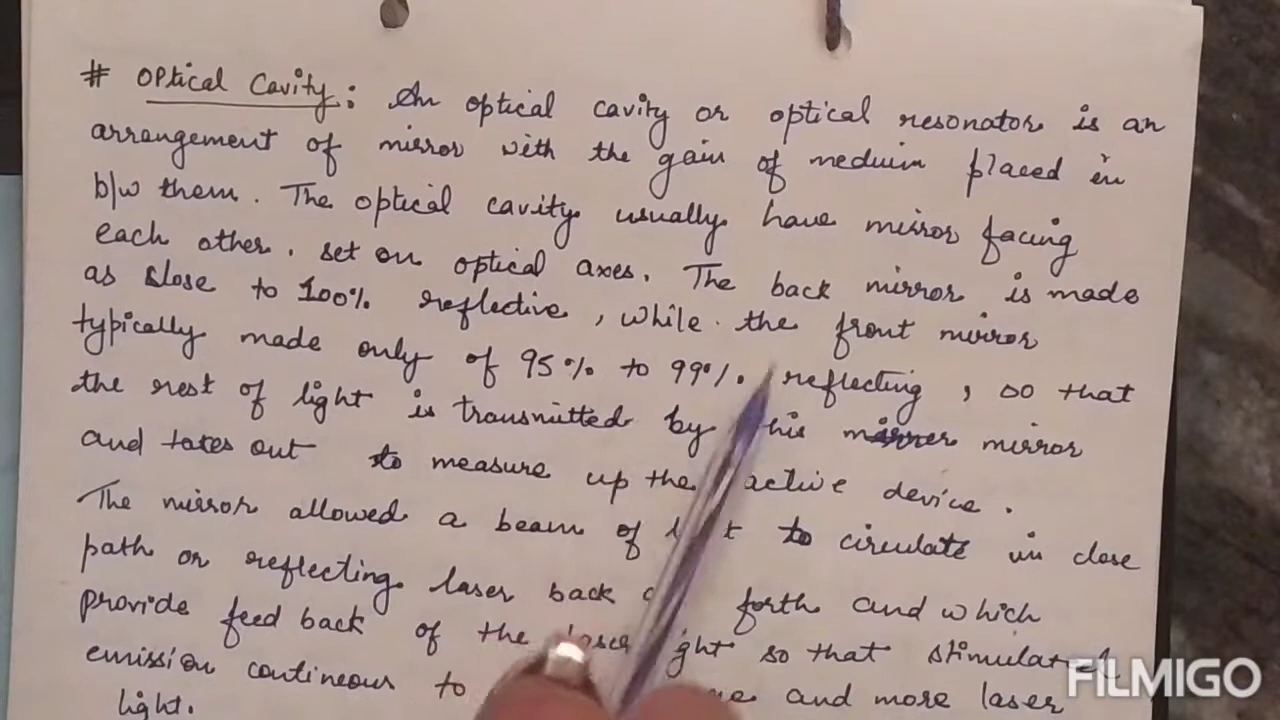 # Optical Cavity : An optical cavity or optical resonator is an
arrangement of mirror with the gain of meduim placed in
b/w them. The optical cavity usually have mirror facing
each other. set on optical axes. The back mirror is made
as close to 100% reflective, while the front mirror
typically made only of 95% to 99% reflecting, so that
the rest of light is transmitted by this mirror
and takes out to measure up the active device.
The mirror allowed a beam of to circulate in close
path or reflecting laser back forth and which
provide feed back of the laser so that stimulated
emission contineous to and more laser
light.
FILMIGO